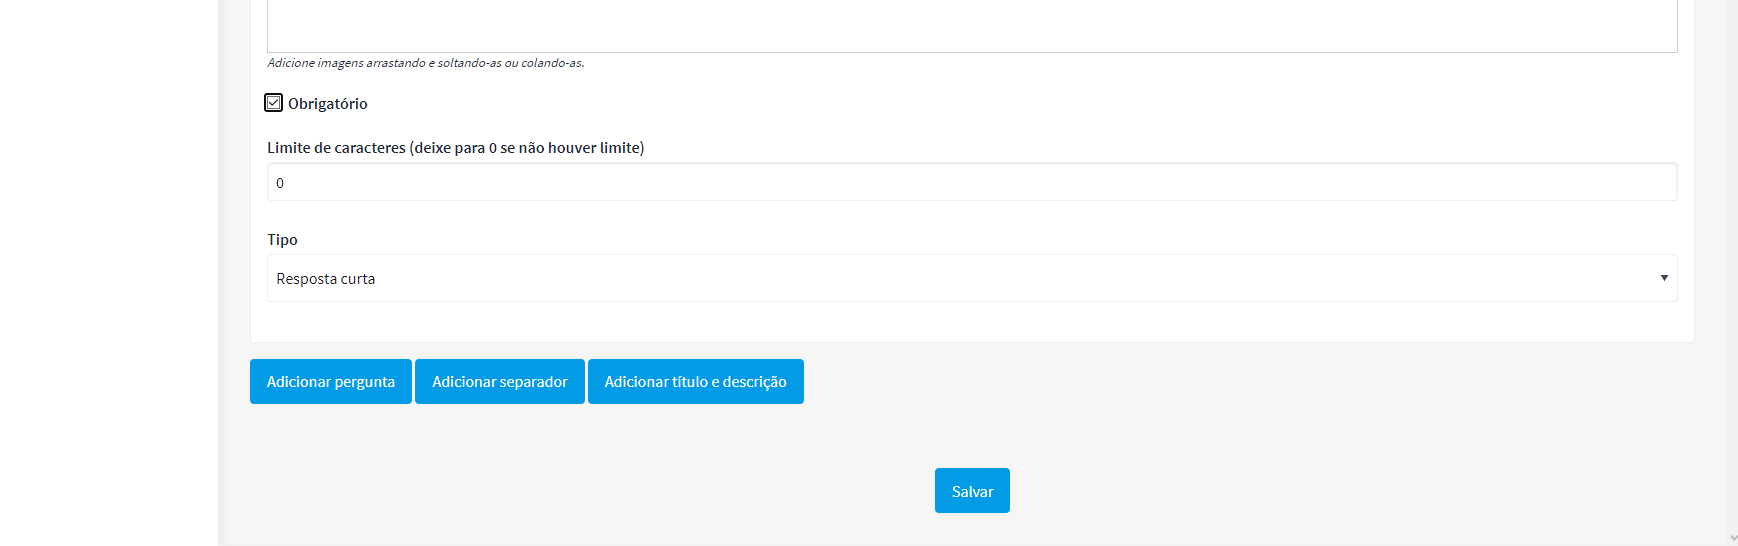 Adicione imagens arrastando e soltando-as ou colando-as.
Obrigatório
Limite de caracteres (deixe para 0 se não houver limite)
0
Tipo
Resposta curta
Adicionar pergunta Adicionar separador Adicionar título e descrição
Salvar